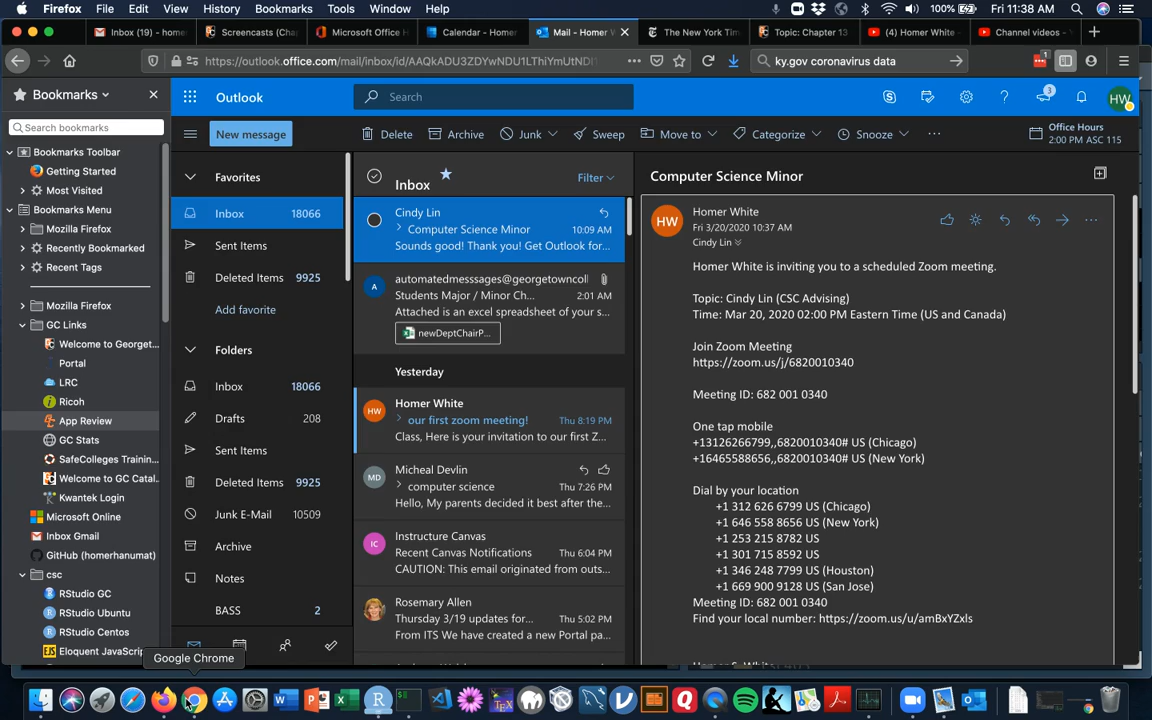 Firefox File Edit View History Bookmarks Tools Window Help 100% Fri 11:38 AM
Inbox (19) - home Screencasts (Cha Microsoft Office H Calendar - Homer Mail - Homer W The New York Tim Topic: Chapter 13 (4) Homer White Channel videos -
https://outlook.office.com/mail/inbox/id/AAQkADU3ZDYwNDU1LThiYmUtNDI ky.gov coronavirus data
Bookmarks
Search bookmarks
Bookmarks Toolbar
Getting Started
Most Visited
Bookmarks Menu
Mozilla Firefox
Recently Bookmarked
Recent Tags
Mozilla Firefox
GC Links
Welcome to Georget...
Portal
LRC
Ricoh
App Review
GC Stats
SafeColleges Trainin...
Welcome to GC Catal...
Kwantek Login
Microsoft Online
Inbox Gmail
GitHub (homerhanumat)
csc
RStudio GC
RStudio Ubuntu
RStudio Centos
Eloquent JavaScrip
Outlook
Search
3
HW
New message
Delete Archive Junk Sweep Move to Categorize Snooze
Office Hours
2:00 PM ASC 115
Favorites
Inbox 18066
Sent Items
Deleted Items 9925
Add favorite
Folders
Inbox 18066
Drafts 208
Sent Items
Deleted Items 9925
Junk E-Mail 10509
Archive
Notes
BASS 2
Inbox
Filter
Cindy Lin
Computer Science Minor 10:09 AM
Sounds good! Thank you! Get Outlook for...
A
automatedmesssages@georgetowncoll
Students Major / Minor Ch... 2:01 AM
Attached is an excel spreadsheet of your s...
newDeptChairP...
Yesterday
HW
Homer White
our first zoom meeting! Thu 8:19 PM
Class, Here is your invitation to our first Z...
MD
Micheal Devlin
computer science Thu 7:26 PM
Hello, My parents decided it best after the...
IC
Instructure Canvas
Recent Canvas Notifications Thu 6:04 PM
CAUTION: This email originated from outs...
Rosemary Allen
Thursday 3/19 updates for... Thu 5:02 PM
From ITS We have created a new Portal pa...
Computer Science Minor
HW
Homer White
Fri 3/20/2020 10:37 AM
Cindy Lin
Homer White is inviting you to a scheduled Zoom meeting.
Topic: Cindy Lin (CSC Advising)
Time: Mar 20, 2020 02:00 PM Eastern Time (US and Canada)
Join Zoom Meeting
https://zoom.us/j/6820010340
Meeting ID: 682 001 0340
One tap mobile
+13126266799,,6820010340# US (Chicago)
+16465588656,,6820010340# US (New York)
Dial by your location
+1 312 626 6799 US (Chicago)
+1 646 558 8656 US (New York)
+1 253 215 8782 US
+1 301 715 8592 US
+1 346 248 7799 US (Houston)
+1 669 900 9128 US (San Jose)
Meeting ID: 682 001 0340
Find your local number: https://zoom.us/u/amBxYZxls
Google Chrome